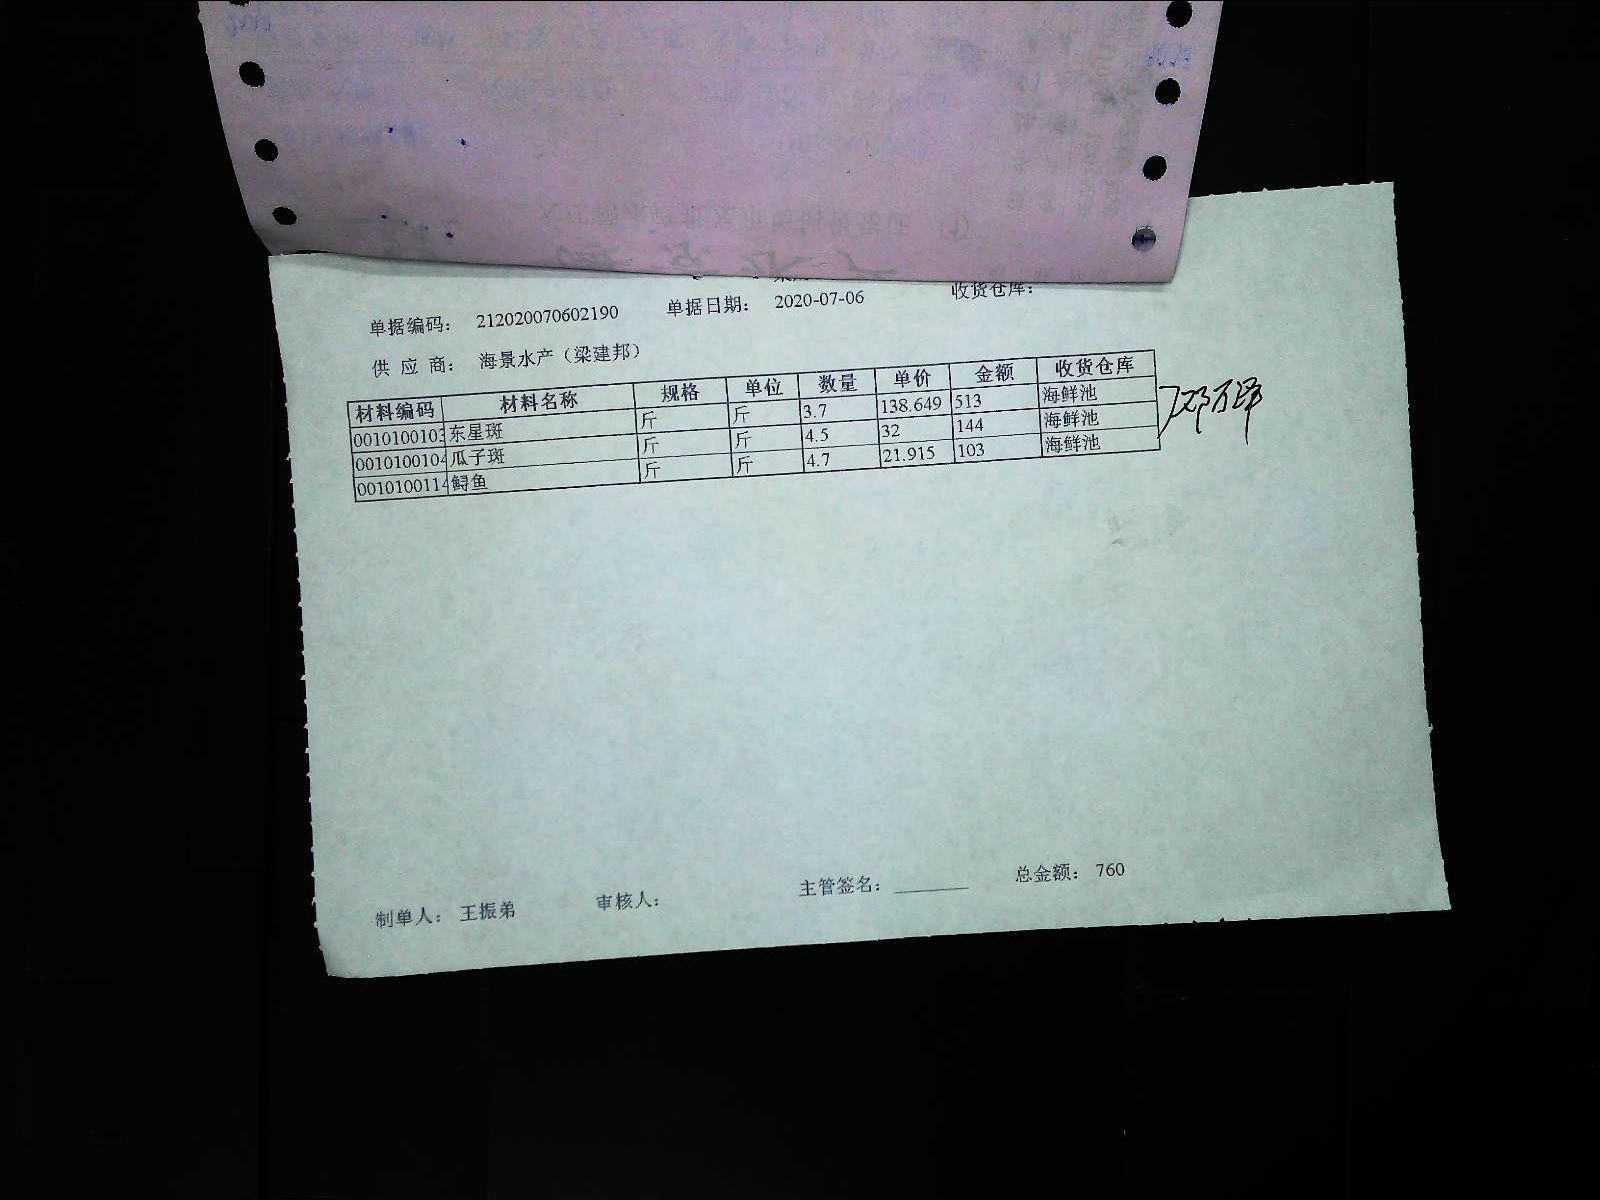 单据编码： 212020070602190 单据日期： 2020-07-06 收货仓库：
供 应 商： 海景水产（梁建邦）
材料编码 材料名称 规格 单位 数量 单价 金额 收货仓库
0010100103 东星斑 斤 斤 3.7 138.649 513 海鲜池
0010100104 瓜子斑 斤 斤 4.5 32 144 海鲜池
0010100114 鲟鱼 斤 斤 4.7 21.915 103 海鲜池
制单人： 王振弟 审核人： 主管签名： 总金额： 760